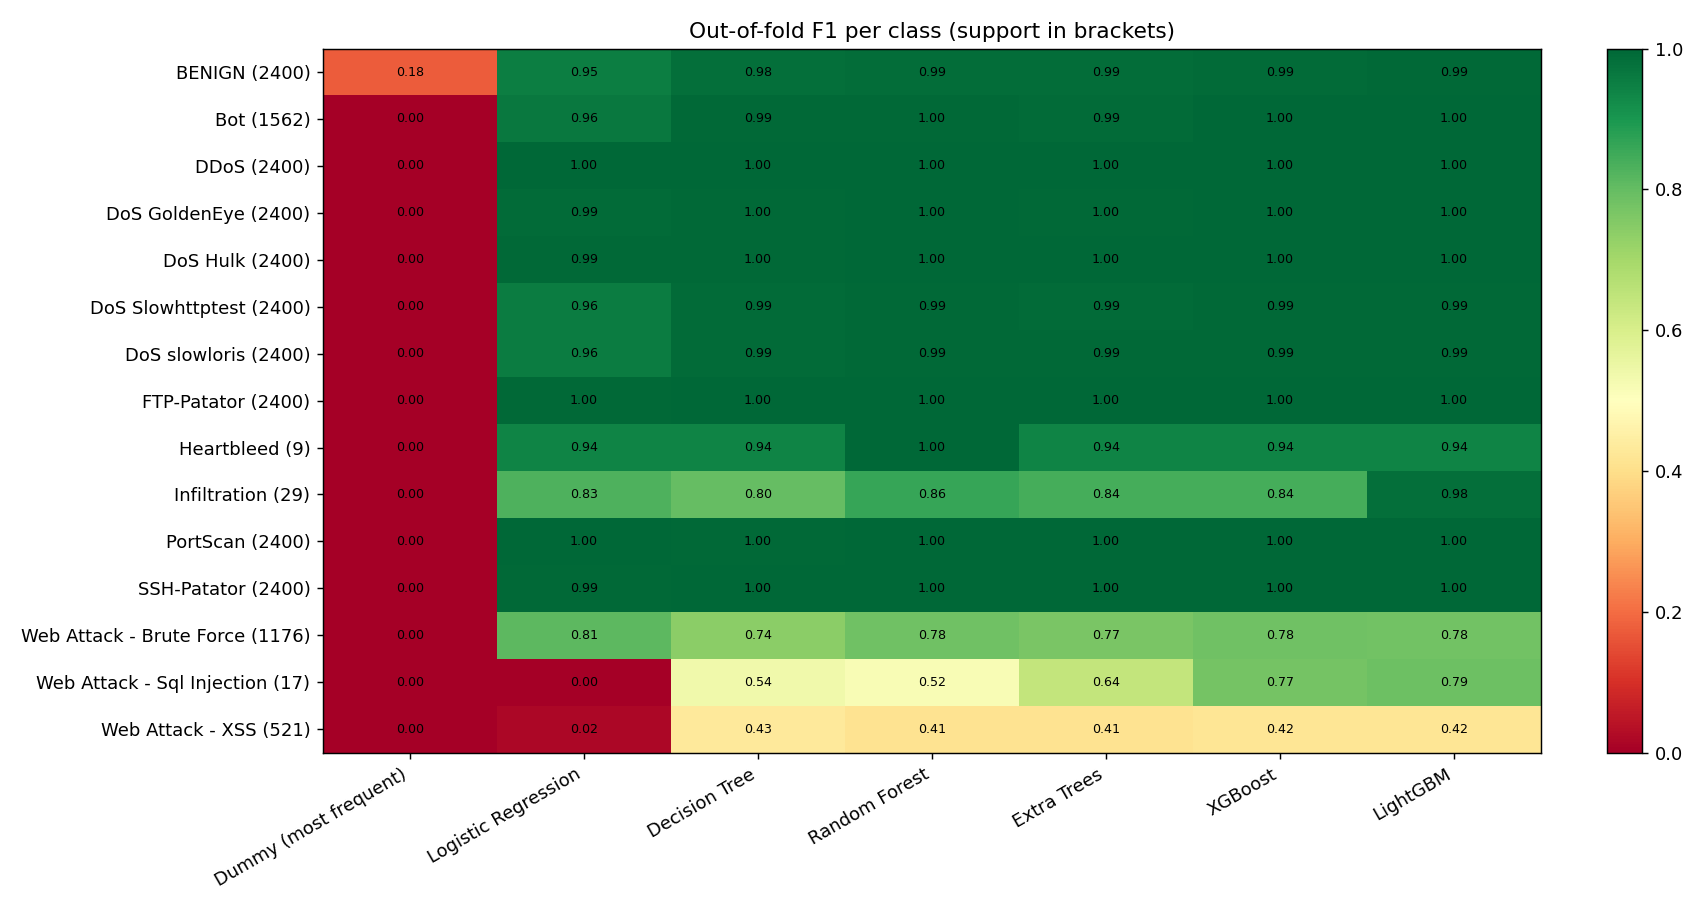 Out-of-fold F1 per class (support in brackets)
BENIGN (2400) 0.18 0.95 0.98 0.99 0.99 0.99 0.99
Bot (1562) 0.00 0.96 0.99 1.00 0.99 1.00 1.00
DDoS (2400) 0.00 1.00 1.00 1.00 1.00 1.00 1.00
DoS GoldenEye (2400) 0.00 0.99 1.00 1.00 1.00 1.00 1.00
DoS Hulk (2400) 0.00 0.99 1.00 1.00 1.00 1.00 1.00
DoS Slowhttptest (2400) 0.00 0.96 0.99 0.99 0.99 0.99 0.99
DoS slowloris (2400) 0.00 0.96 0.99 0.99 0.99 0.99 0.99
FTP-Patator (2400) 0.00 1.00 1.00 1.00 1.00 1.00 1.00
Heartbleed (9) 0.00 0.94 0.94 1.00 0.94 0.94 0.94
Infiltration (29) 0.00 0.83 0.80 0.86 0.84 0.84 0.98
PortScan (2400) 0.00 1.00 1.00 1.00 1.00 1.00 1.00
SSH-Patator (2400) 0.00 0.99 1.00 1.00 1.00 1.00 1.00
Web Attack - Brute Force (1176) 0.00 0.81 0.74 0.78 0.77 0.78 0.78
Web Attack - Sql Injection (17) 0.00 0.00 0.54 0.52 0.64 0.77 0.79
Web Attack - XSS (521) 0.00 0.02 0.43 0.41 0.41 0.42 0.42
Dummy (most frequent)
Logistic Regression
Decision Tree
Random Forest
Extra Trees
XGBoost
LightGBM
1.0
0.8
0.6
0.4
0.2
0.0